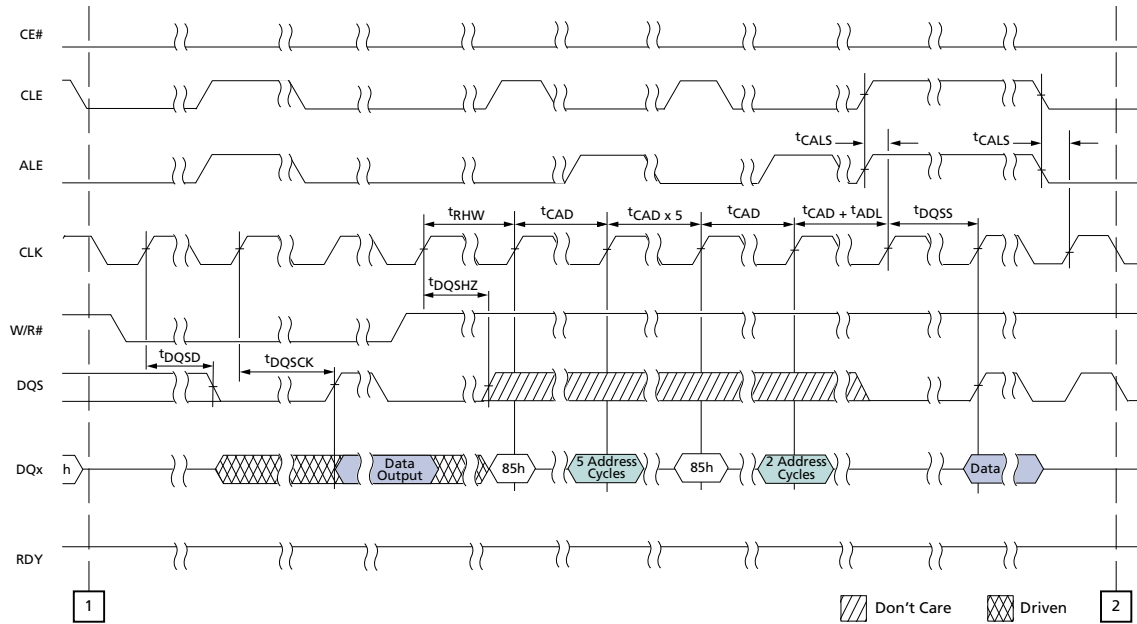 CE#
CLE
tCALS
tCALS
ALE
tRHW
tCAD
tCAD x 5
tCAD
tCAD + tADL
tDQSS
CLK
tDQSHZ
W/R#
tDQSD
tDQSCK
DQS
DQx
h
Data
Output
85h
5 Address
Cycles
85h
2 Address
Cycles
Data
RDY
1
Don't Care
Driven
2